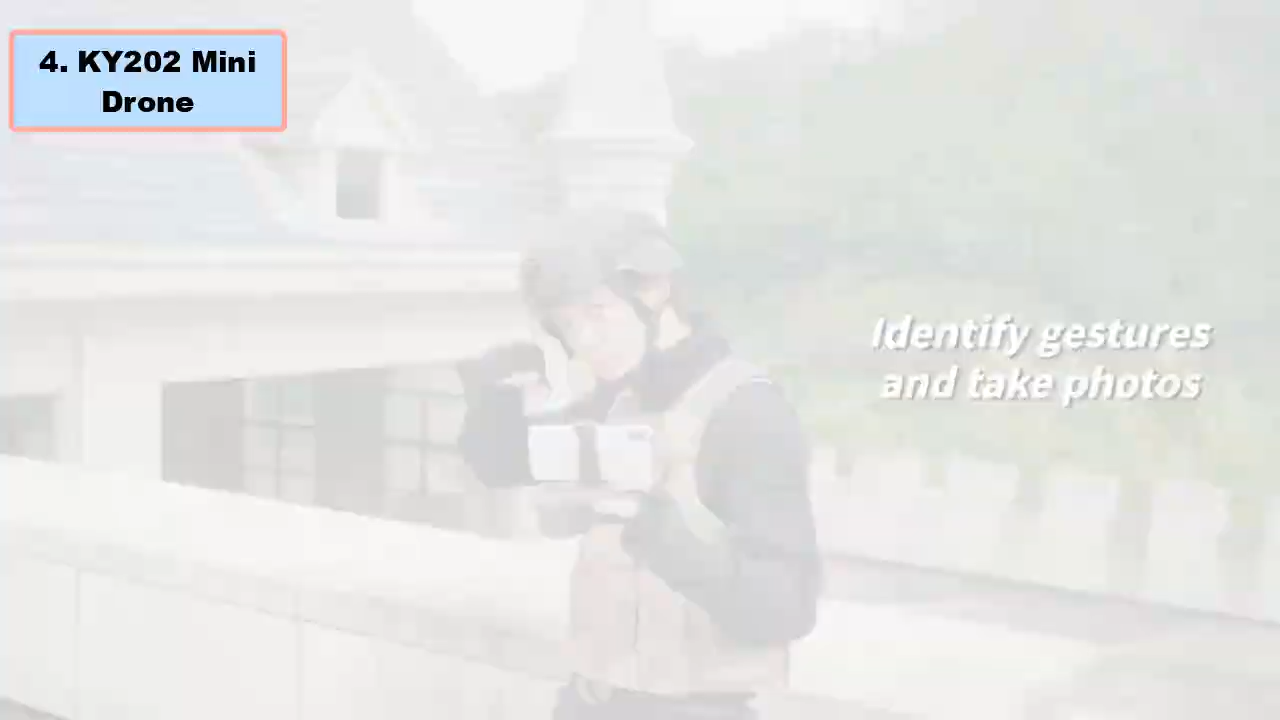 4. KY202 Mini
Drone
Identify gestures
and take photos